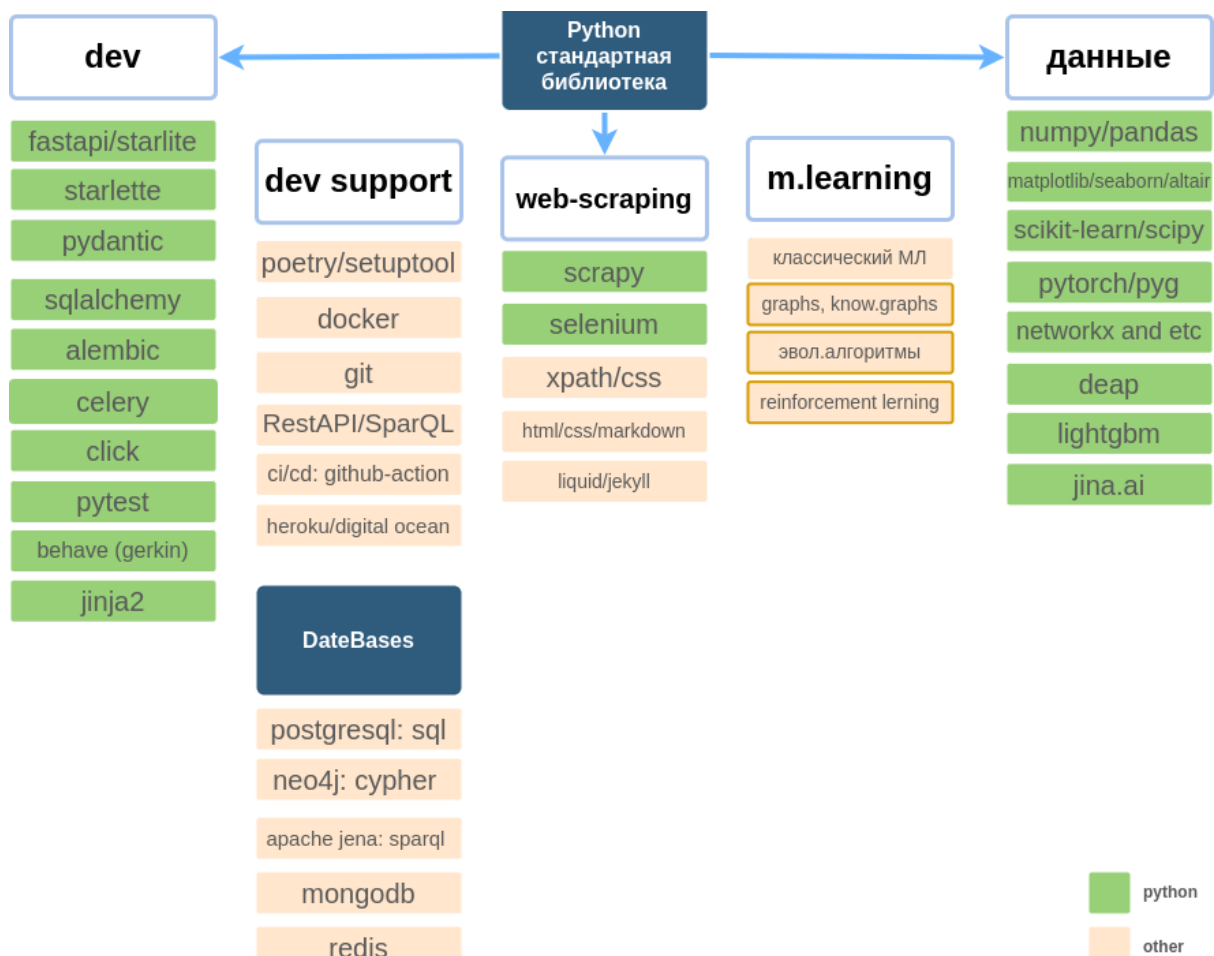 Python
стандартная
библиотека
dev
fastapi/starlite
starlette
pydantic
sqlalchemy
alembic
celery
click
pytest
behave (gerkin)
jinja2
dev support
poetry/setuptool
docker
git
RestAPI/SparQL
ci/cd: github-action
heroku/digital ocean
DateBases
postgresql: sql
neo4j: cypher
apache jena: sparql
mongodb
redis
web-scraping
scrapy
selenium
xpath/css
html/css/markdown
liquid/jekyll
m.learning
классический МЛ
graphs, know.graphs
эвол.алгоритмы
reinforcement lerning
данные
numpy/pandas
matplotlib/seaborn/altair
scikit-learn/scipy
pytorch/pyg
networkx and etc
deap
lightgbm
jina.ai
python
other